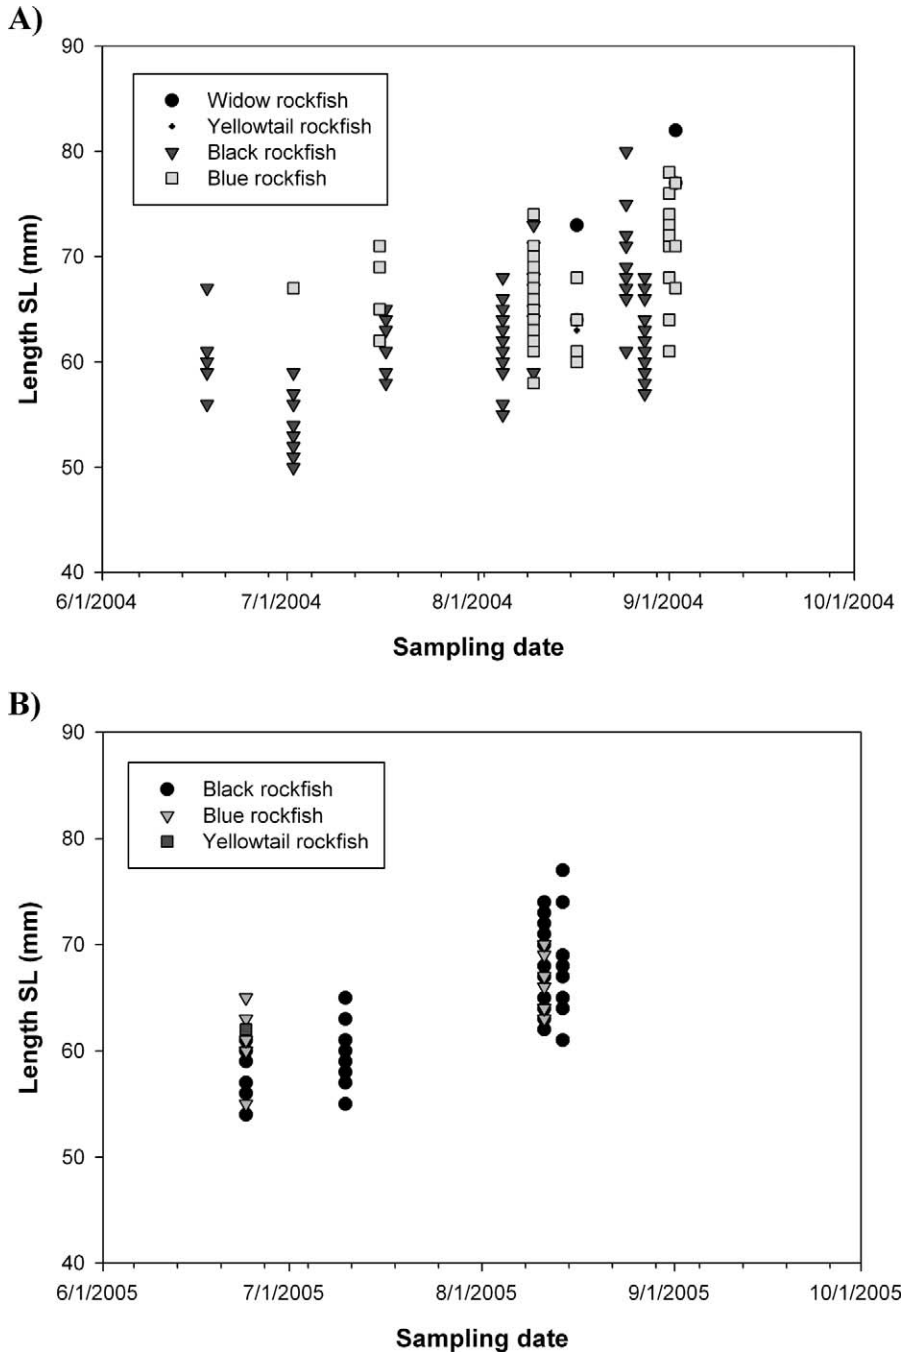 A)
90
80
70
60
50
40
Length SL (mm)
Widow rockfish
Yellowtail rockfish
Black rockfish
Blue rockfish
6/1/2004 7/1/2004 8/1/2004 9/1/2004 10/1/2004
Sampling date
B)
90
80
70
60
50
40
Length SL (mm)
Black rockfish
Blue rockfish
Yellowtail rockfish
6/1/2005 7/1/2005 8/1/2005 9/1/2005 10/1/2005
Sampling date